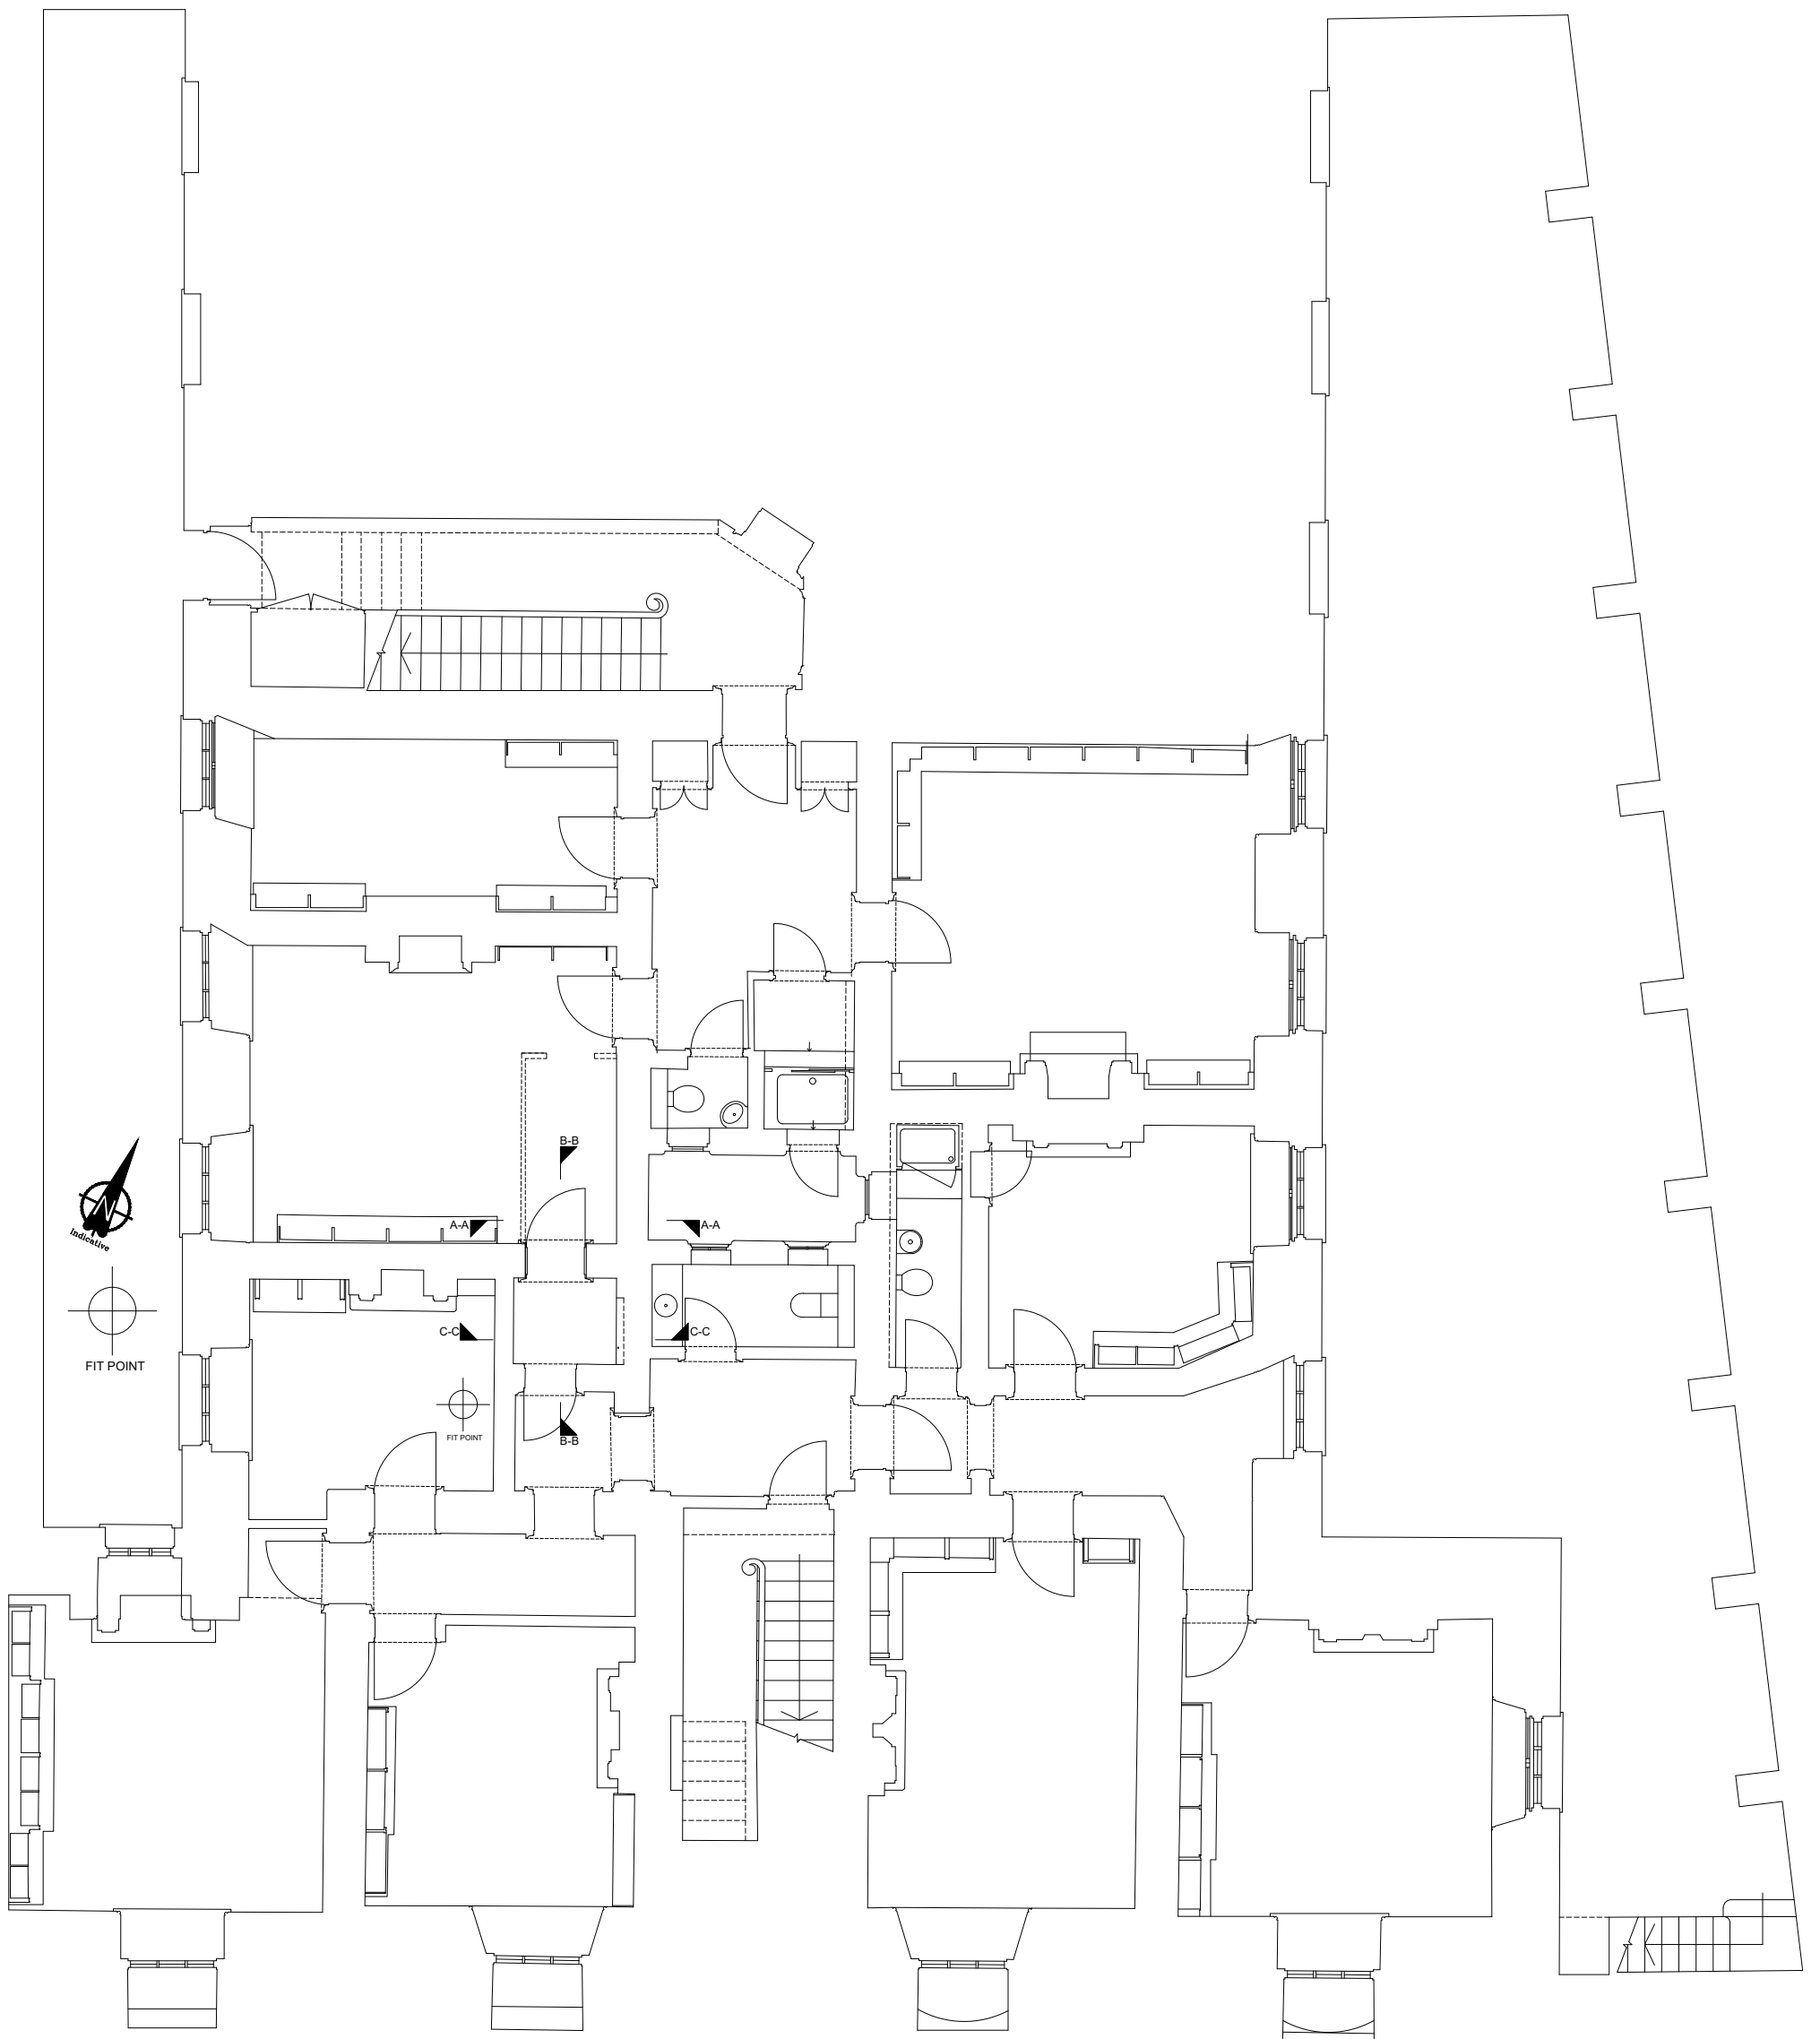 B-B
A-A
A-A
N
Indicative
C-C
C-C
FIT POINT
FIT POINT
B-B